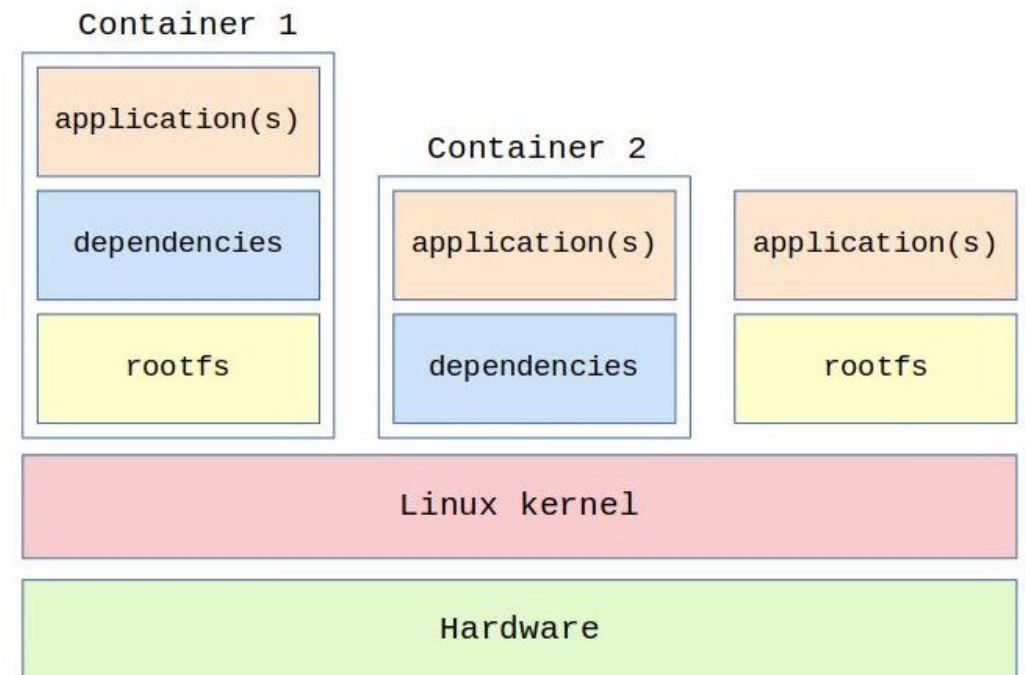 Container 1
application(s)
dependencies
rootfs
Container 2
application(s)
dependencies
application(s)
rootfs
Linux kernel
Hardware